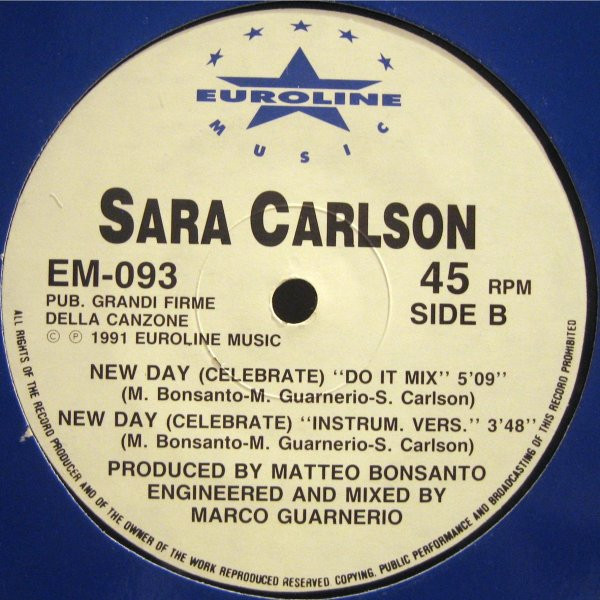 EUROLINE
MUSIC
SARA CARLSON
EM-093
45 RPM
PUB. GRANDI FIRME
DELLA CANZONE
SIDE B
© ℗ 1991 EUROLINE MUSIC
NEW DAY (CELEBRATE) "DO IT MIX" 5'09"
(M. Bonsanto-M. Guarnerio-S. Carlson)
NEW DAY (CELEBRATE) "INSTRUM. VERS." 3'48"
(M. Bonsanto-M. Guarnerio-S. Carlson)
PRODUCED BY MATTEO BONSANTO
ENGINEERED AND MIXED BY
MARCO GUARNERIO
ALL RIGHTS OF THE RECORD PRODUCER AND OF THE OWNER OF THE WORK REPRODUCED RESERVED COPYING, PUBLIC PERFORMANCE AND BROADCASTING OF THIS RECORD PROHIBITED